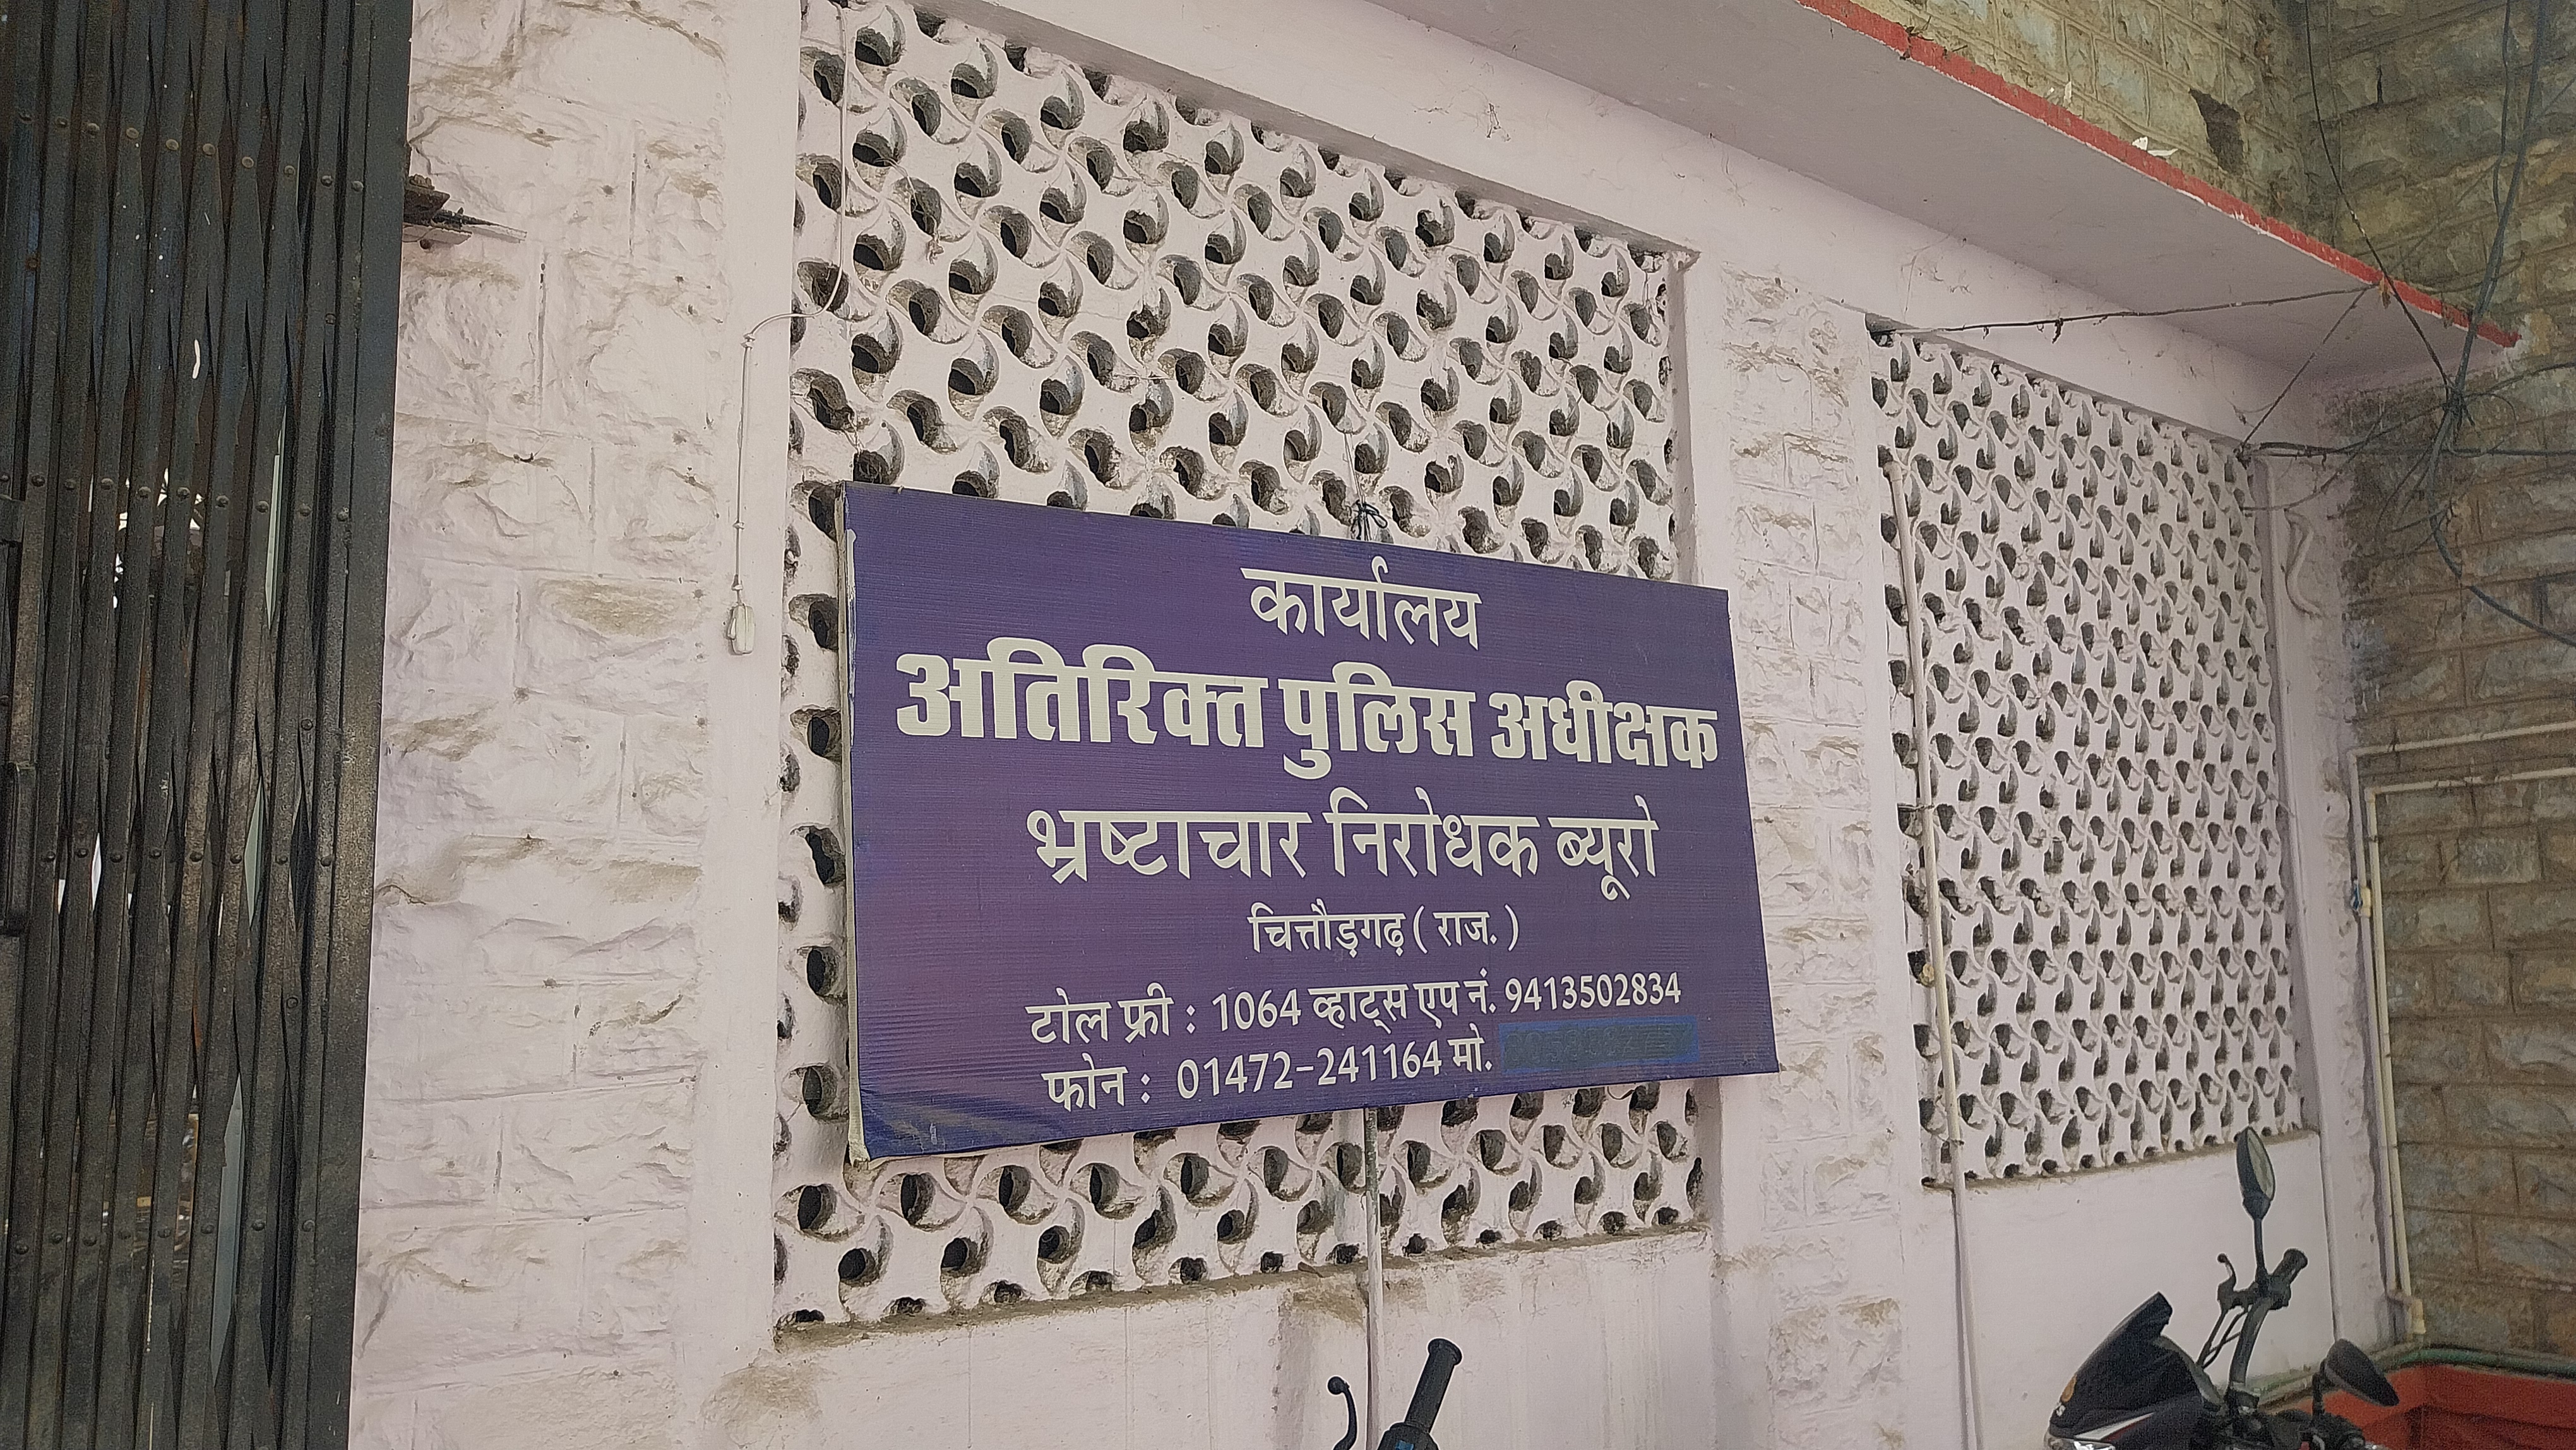 कार्यालय
अतिरिक्त पुलिस अधीक्षक
भ्रष्टाचार निरोधक ब्यूरो
चित्तौड़गढ़ ( राज. )
टोल फ्री : 1064 व्हाट्स एप नं. 9413502834
फोन : 01472-241164 मो.